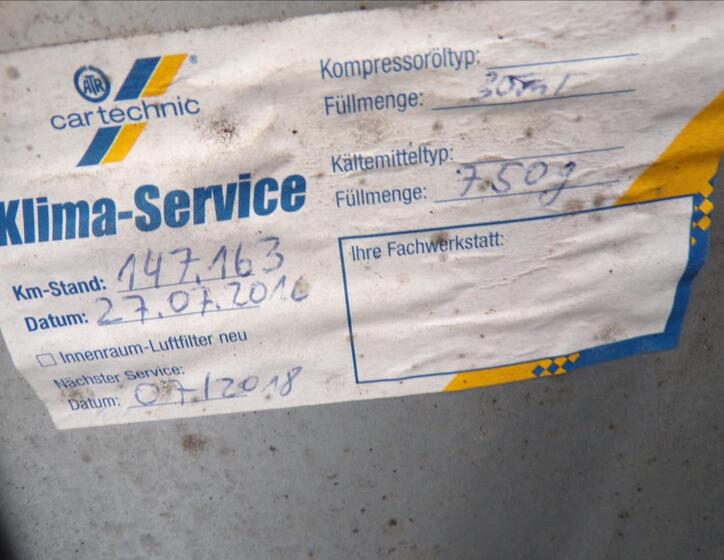 ATR
®
cartechnic
Klima-Service
Km-Stand: 147.163
Datum: 27.07.2016
Innenraum-Luftfilter neu
Nächster Service:
Datum: 07/2018
Kompressoröltyp:
Füllmenge: 30ml
Kältemitteltyp:
Füllmenge: 750g
Ihre Fachwerkstatt: